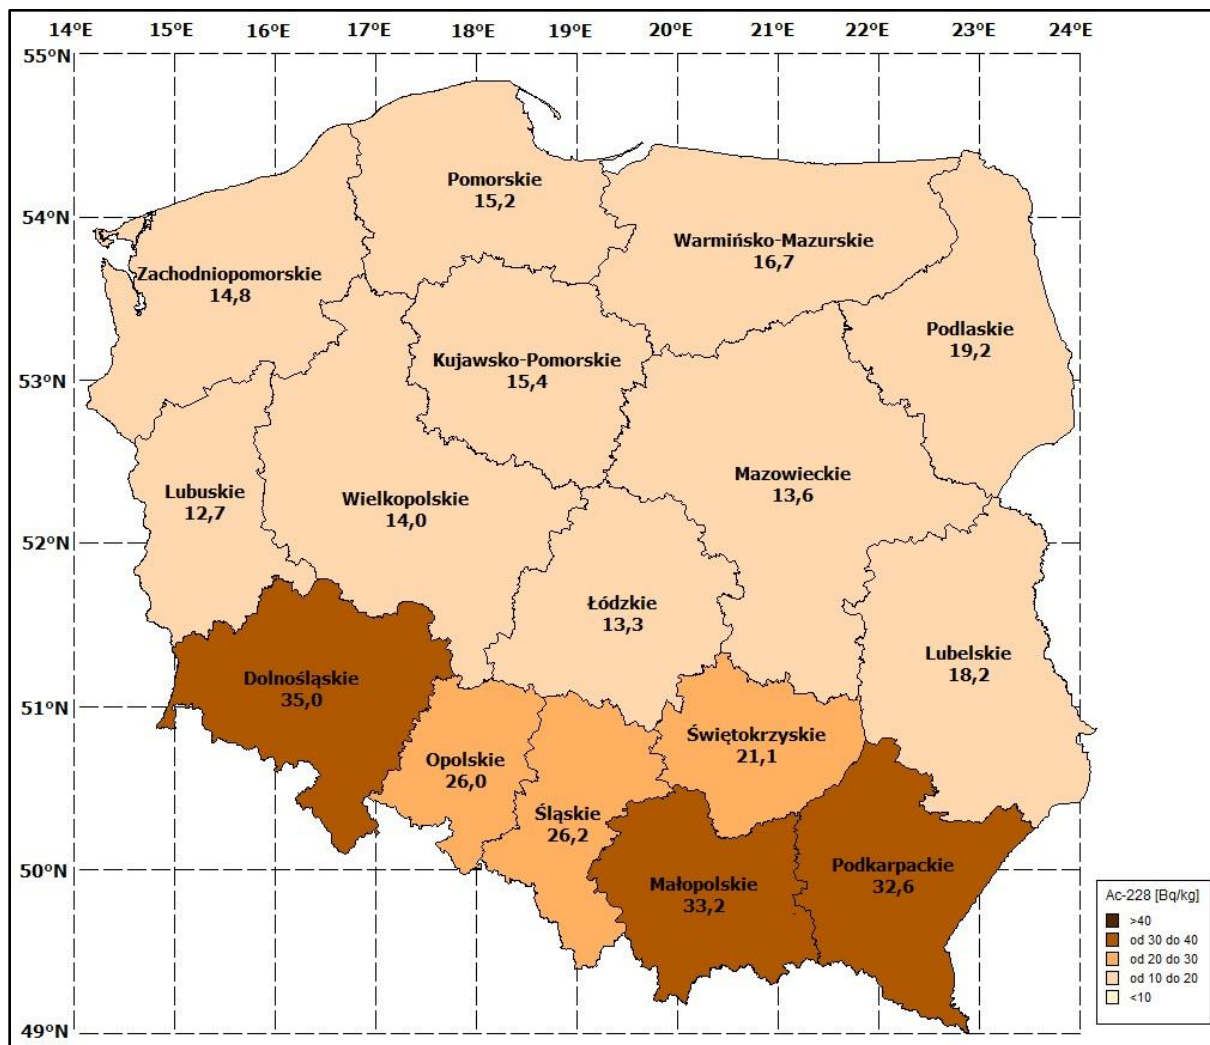 14°E 15°E 16°E 17°E 18°E 19°E 20°E 21°E 22°E 23°E 24°E
55°N
54°N
53°N
52°N
51°N
50°N
49°N
Pomorskie
15,2
Warmińsko-Mazurskie
16,7
Zachodniopomorskie
14,8
Podlaskie
19,2
Kujawsko-Pomorskie
15,4
Mazowieckie
13,6
Lubuskie
12,7
Wielkopolskie
14,0
Łódzkie
13,3
Lubelskie
18,2
Dolnośląskie
35,0
Świętokrzyskie
21,1
Opolskie
26,0
Śląskie
26,2
Małopolskie
33,2
Podkarpackie
32,6
Ac-228 [Bq/kg]
>40
od 30 do 40
od 20 do 30
od 10 do 20
<10